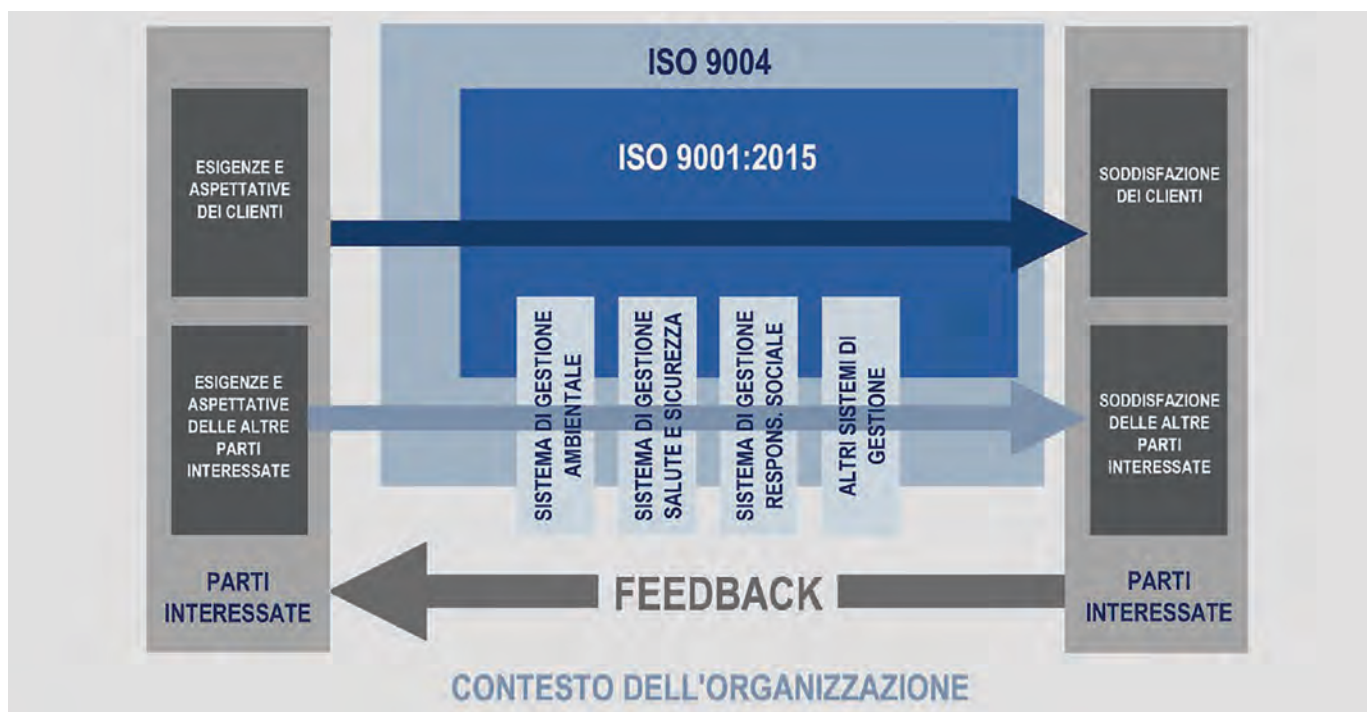 ISO 9004
ISO 9001:2015
ESIGENZE E
ASPETTATIVE
DEI CLIENTI
SODDISFAZIONE
DEI CLIENTI
ESIGENZE E
ASPETTATIVE
DELLE ALTRE
PARTI
INTERESSATE
SISTEMA DI GESTIONE
AMBIENTALE
SISTEMA DI GESTIONE
SALUTE E SICUREZZA
SISTEMA DI GESTIONE
RESPONS. SOCIALE
ALTRI SISTEMI DI
GESTIONE
SODDISFAZIONE
DELLE ALTRE
PARTI
INTERESSATE
PARTI
INTERESSATE
FEEDBACK
PARTI
INTERESSATE
CONTESTO DELL'ORGANIZZAZIONE